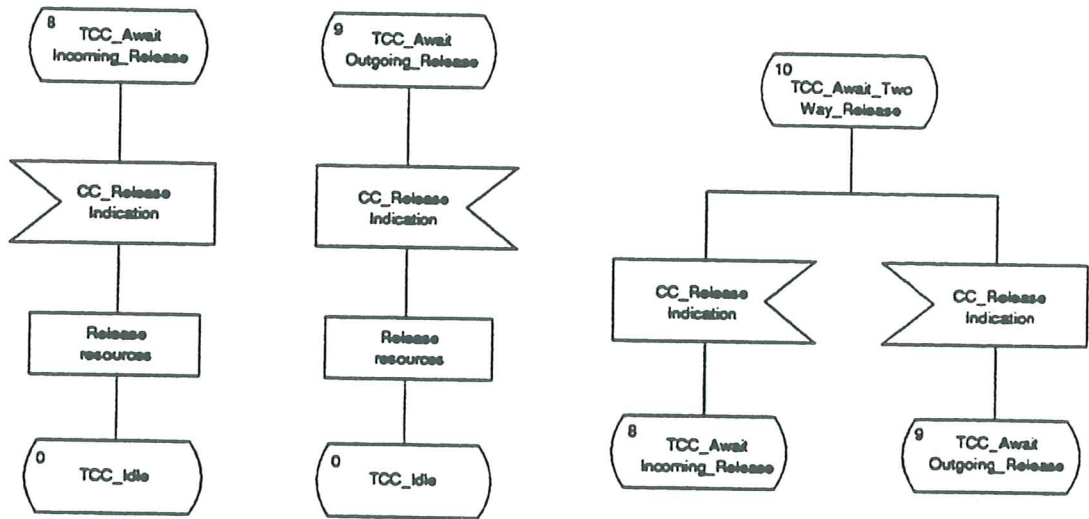 8
TCC_Await
Incoming_Release
CC_Release
Indication
Release
resources
0
TCC_Idle
9
TCC_Await
Outgoing_Release
CC_Release
Indication
Release
resources
0
TCC_Idle
10
TCC_Await_Two
Way_Release
CC_Release
Indication
8
TCC_Await
Incoming_Release
CC_Release
Indication
9
TCC_Await
Outgoing_Release